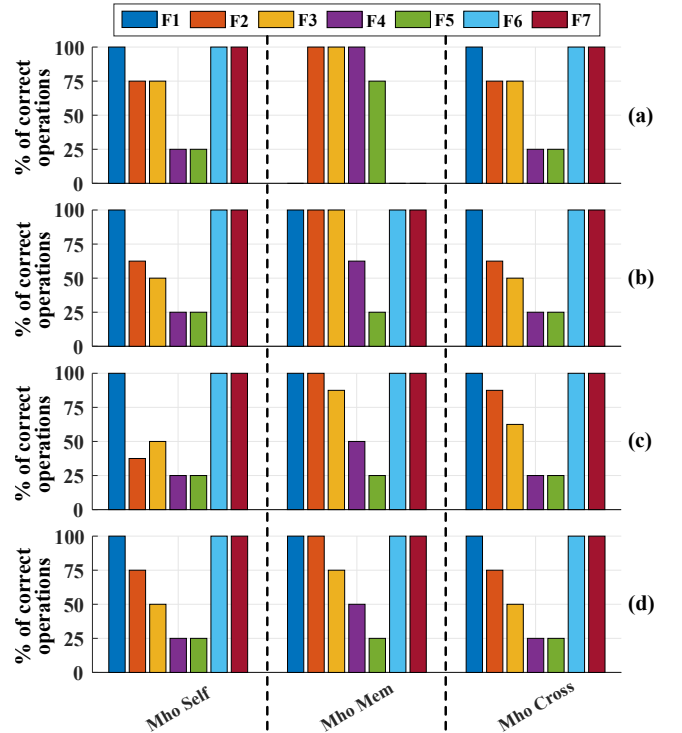 F1 F2 F3 F4 F5 F6 F7
% of correct
operations
100
75
50
25
0
(a)
% of correct
operations
100
75
50
25
0
(b)
% of correct
operations
100
75
50
25
0
(c)
% of correct
operations
100
75
50
25
0
(d)
Mho Self Mho Mem Mho Cross